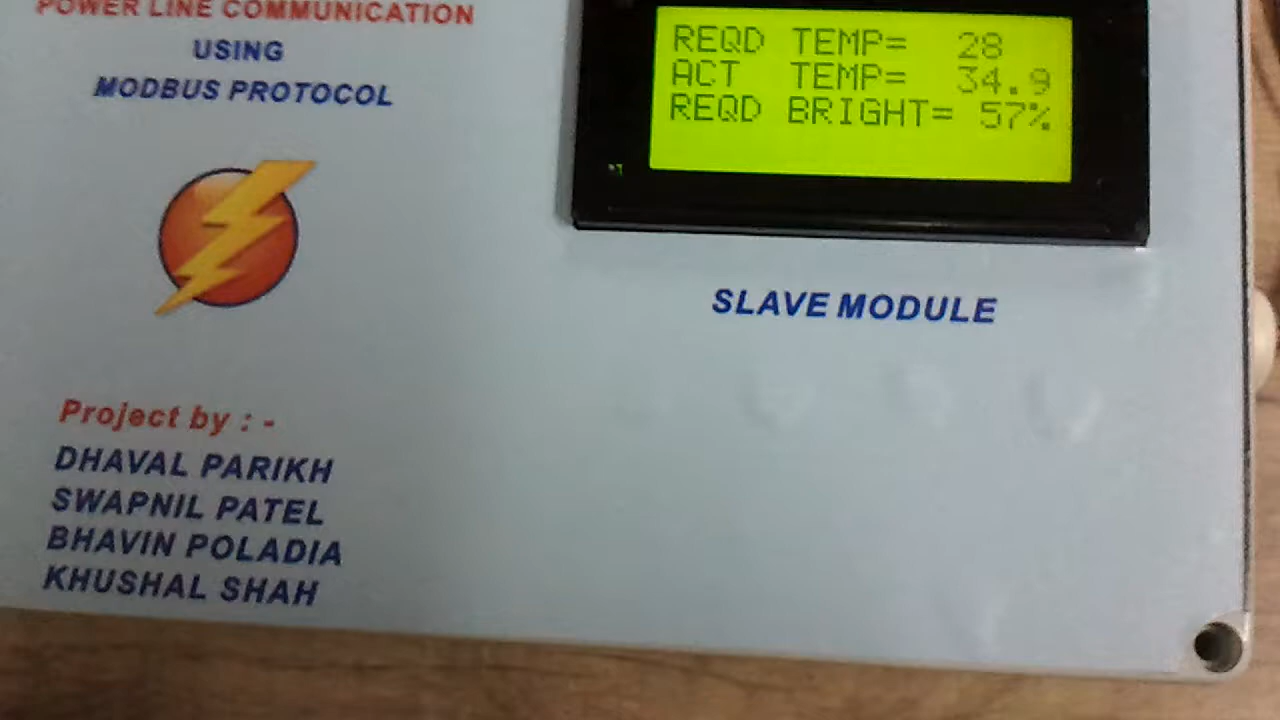 POWER LINE COMMUNICATION
USING
MODBUS PROTOCOL
REQD TEMP= 28
ACT TEMP= 34.9
REQD BRIGHT= 57%
SLAVE MODULE
Project by : -
DHAVAL PARIKH
SWAPNIL PATEL
BHAVIN POLADIA
KHUSHAL SHAH